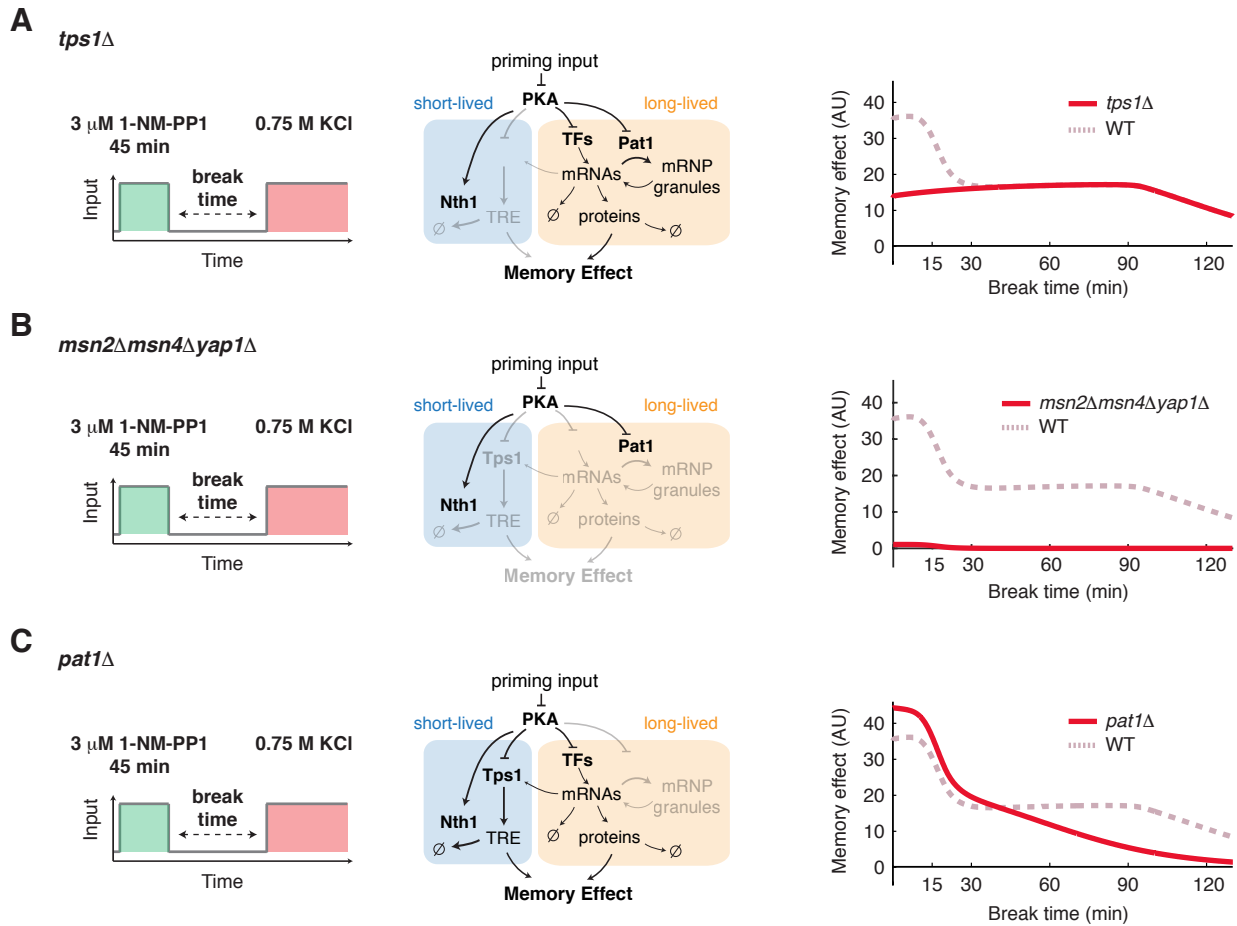 A
tps1Δ
3 μM 1-NM-PP1
45 min
0.75 M KCl
break
time
Input
Time
priming input
short-lived
PKA
long-lived
TFs
Pat1
mRNAs
mRNP
granules
Nth1
TRE
∅
∅
proteins
∅
Memory Effect
Memory effect (AU)
40
30
20
10
0
15
30
60
90
120
Break time (min)
tps1Δ
WT
B
msn2Δmsn4Δyap1Δ
3 μM 1-NM-PP1
45 min
0.75 M KCl
break
time
Input
Time
priming input
short-lived
PKA
long-lived
Pat1
Tps1
mRNAs
mRNP
granules
Nth1
TRE
∅
∅
proteins
∅
Memory Effect
Memory effect (AU)
40
30
20
10
0
15
30
60
90
120
Break time (min)
msn2Δmsn4Δyap1Δ
WT
C
pat1Δ
3 μM 1-NM-PP1
45 min
0.75 M KCl
break
time
Input
Time
priming input
short-lived
PKA
long-lived
TFs
Tps1
mRNAs
mRNP
granules
Nth1
TRE
∅
∅
proteins
∅
Memory Effect
Memory effect (AU)
40
30
20
10
0
15
30
60
90
120
Break time (min)
pat1Δ
WT